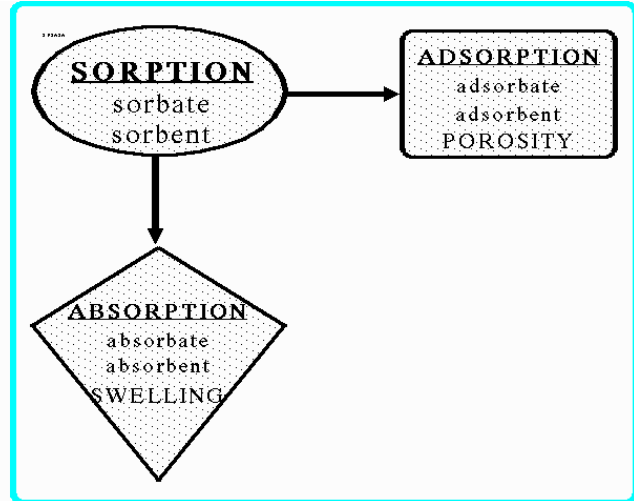 SORPTION
sorbate
sorbent
ADSORPTION
adsorbate
adsorbent
POROSITY
ABSORPTION
absorbate
absorbent
SWELLING